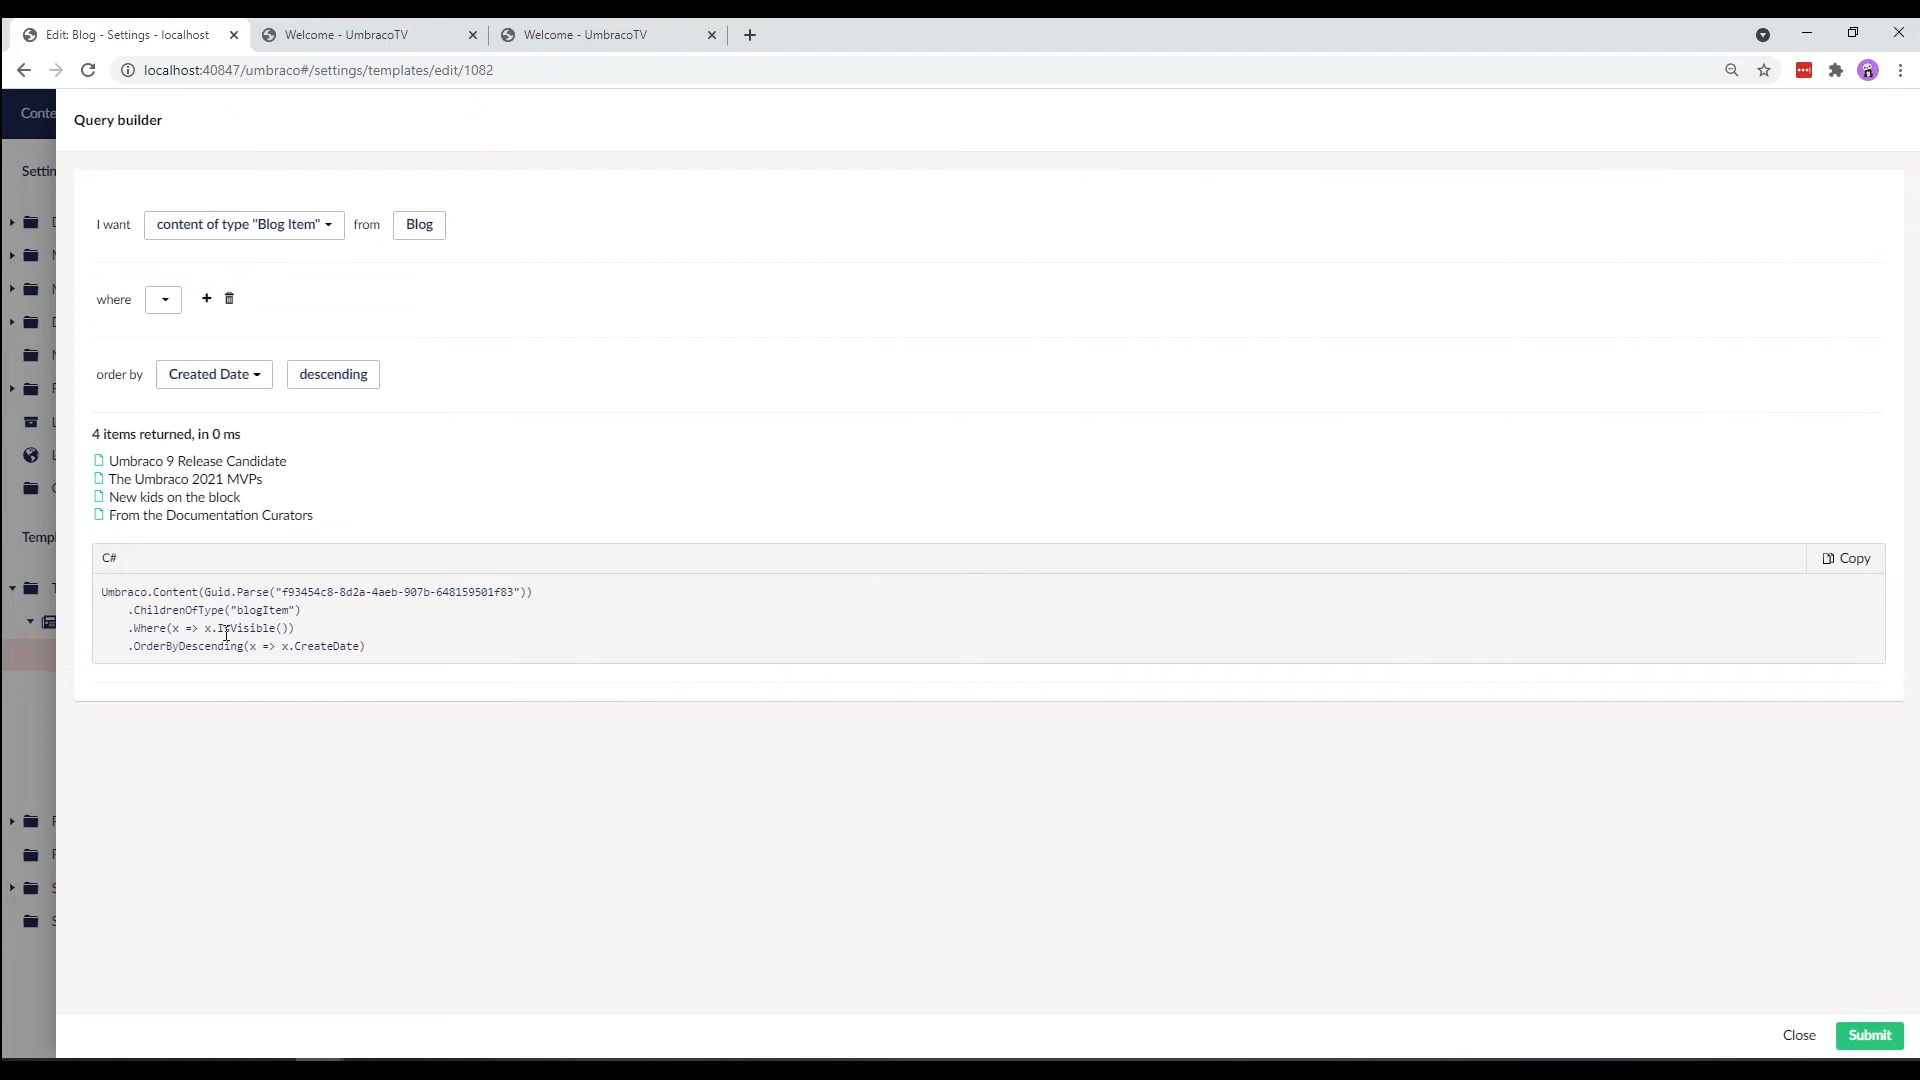 Edit: Blog - Settings - localhost
Welcome - UmbracoTV
Welcome - UmbracoTV
localhost:40847/umbraco#/settings/templates/edit/1082
Conte
Query builder
Settin
I want content of type "Blog Item" from Blog
where
order by Created Date descending
4 items returned, in 0 ms
Umbraco 9 Release Candidate
The Umbraco 2021 MVPs
New kids on the block
From the Documentation Curators
Templ
C# Copy
Umbraco.Content(Guid.Parse("f93454c8-8d2a-4aeb-907b-648159501f83"))
.ChildrenOfType("blogItem")
.Where(x => x.IsVisible())
.OrderByDescending(x => x.CreateDate)
Close Submit